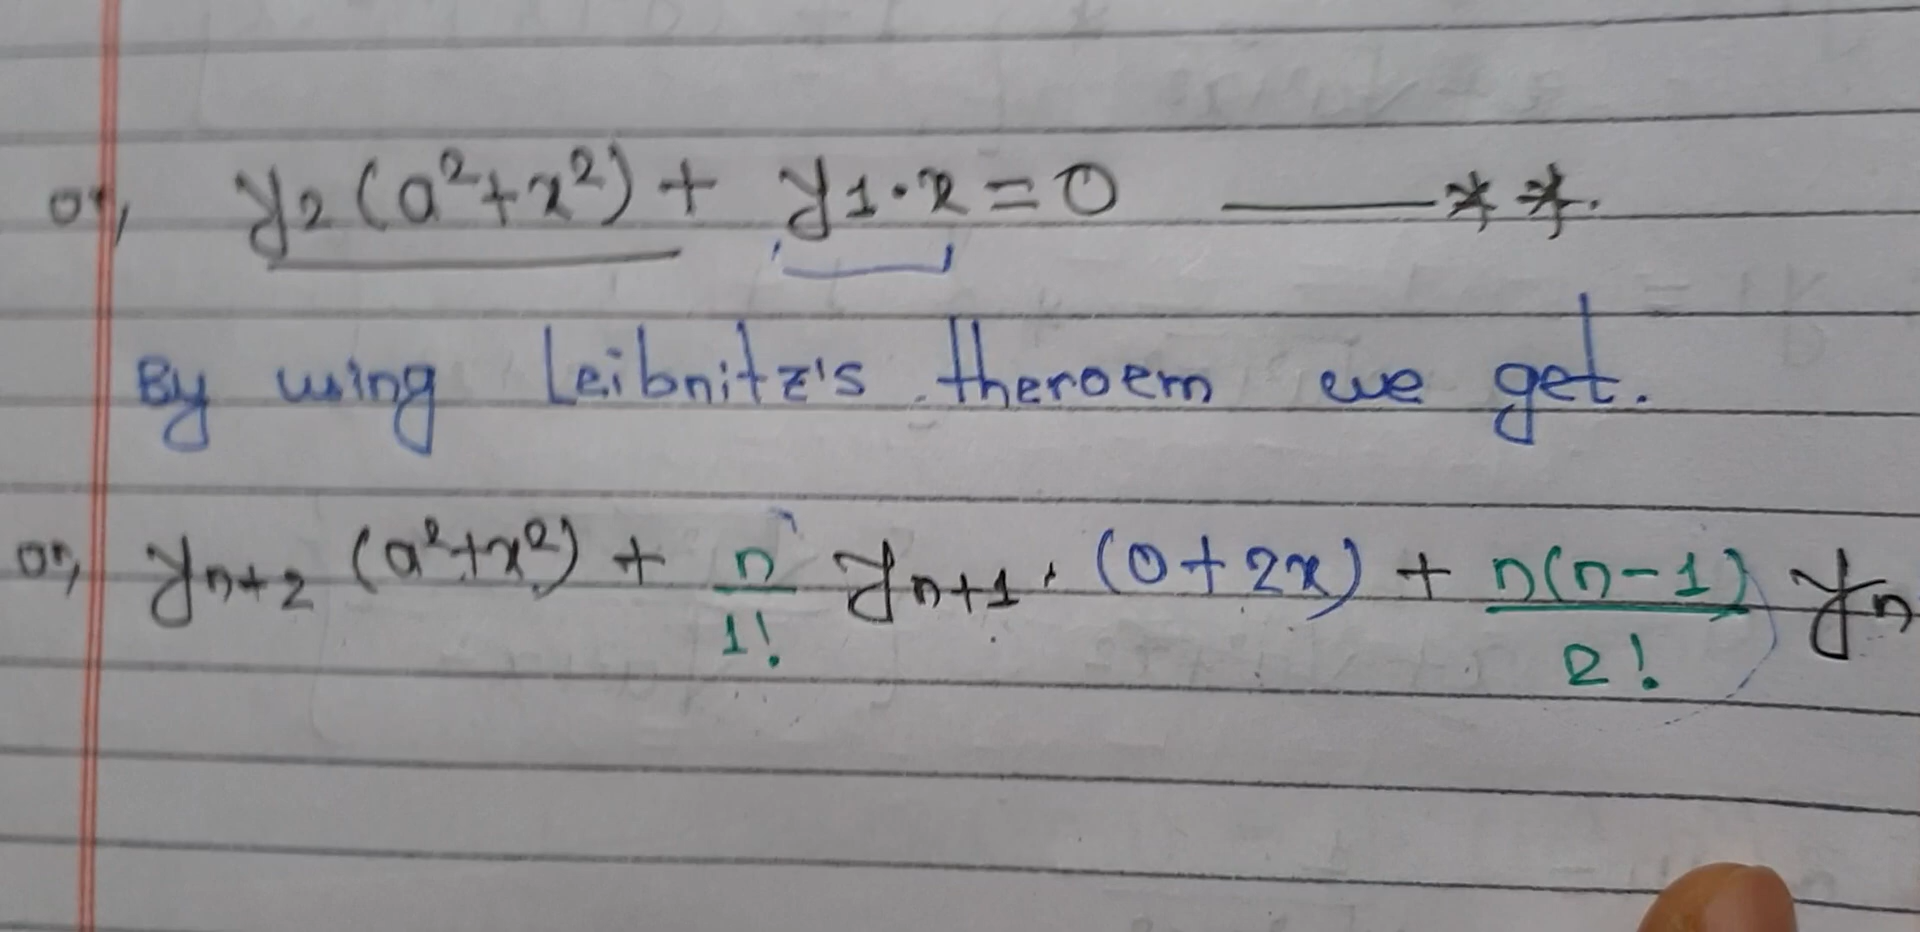 or, y₂(a²+x²) + y₁·x = 0 —— **.
By using Leibnitz's theroem we get.
or, yₙ₊₂ (a²+x²) + n/1! yₙ₊₁· (0+2x) + n(n-1)/2! yₙ